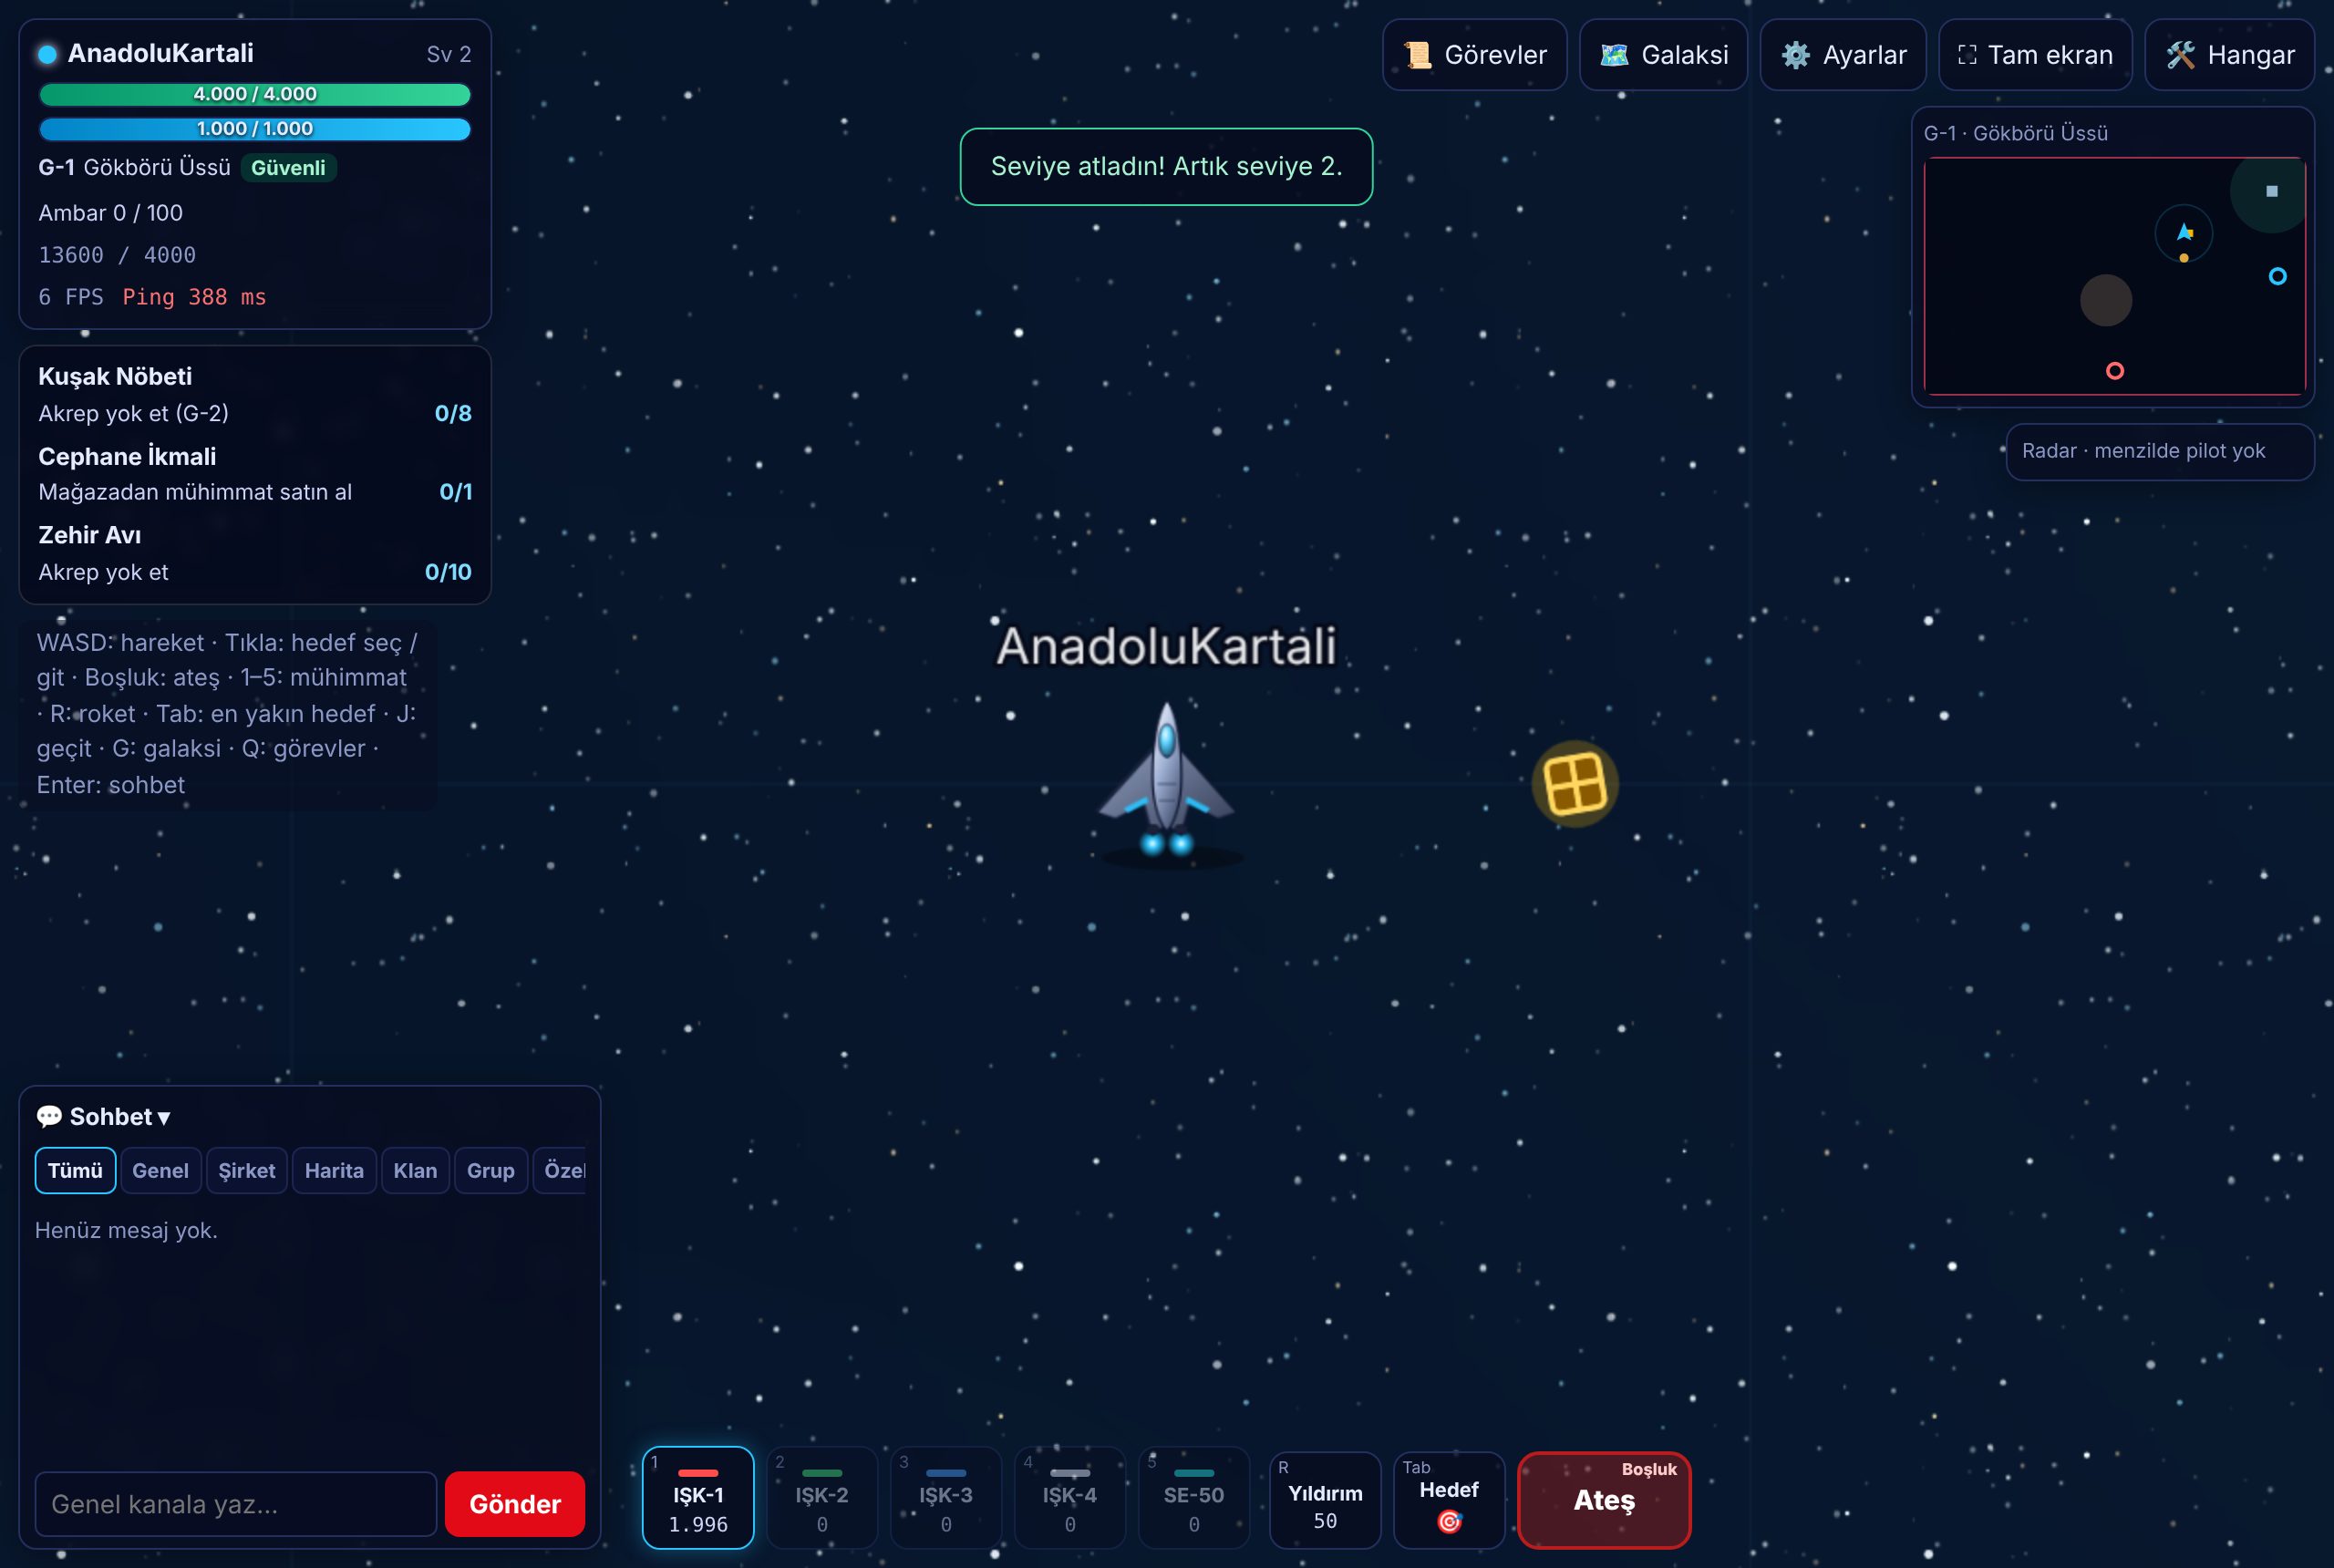 AnadoluKartali Sv 2
4.000 / 4.000
1.000 / 1.000
G-1 Gökbörü Üssü Güvenli
Ambar 0 / 100
13600 / 4000
6 FPS Ping 388 ms
Kuşak Nöbeti
Akrep yok et (G-2) 0/8
Cephane İkmali
Mağazadan mühimmat satın al 0/1
Zehir Avı
Akrep yok et 0/10
WASD: hareket · Tıkla: hedef seç /
git · Boşluk: ateş · 1–5: mühimmat
· R: roket · Tab: en yakın hedef · J:
geçit · G: galaksi · Q: görevler ·
Enter: sohbet
Görevler
Galaksi
Ayarlar
Tam ekran
Hangar
Seviye atladın! Artık seviye 2.
G-1 · Gökbörü Üssü
Radar · menzilde pilot yok
AnadoluKartali
Sohbet ▾
Tümü Genel Şirket Harita Klan Grup Özel
Henüz mesaj yok.
Genel kanala yaz...
Gönder
1
IŞK-1
1.996
2
IŞK-2
0
3
IŞK-3
0
4
IŞK-4
0
5
SE-50
0
R
Yıldırım
50
Tab
Hedef
Boşluk
Ateş